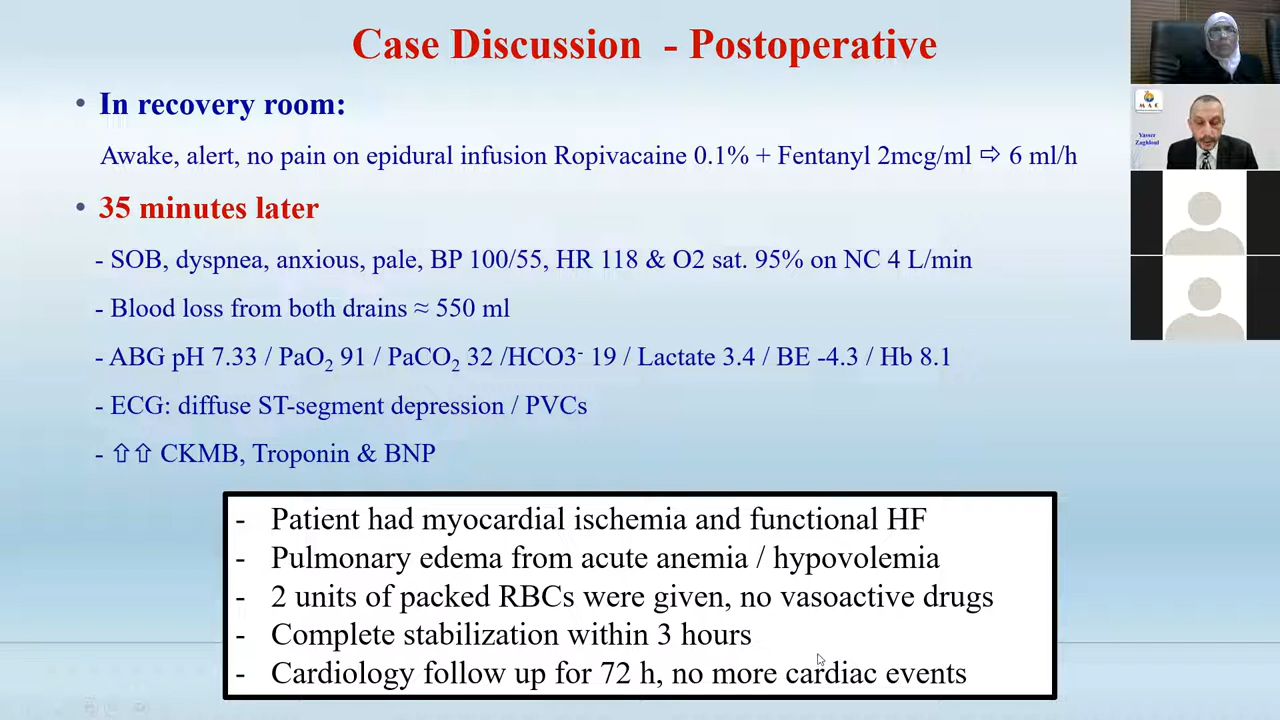 Case Discussion - Postoperative
• In recovery room:
Awake, alert, no pain on epidural infusion Ropivacaine 0.1% + Fentanyl 2mcg/ml ⇨ 6 ml/h
• 35 minutes later
- SOB, dyspnea, anxious, pale, BP 100/55, HR 118 & O2 sat. 95% on NC 4 L/min
- Blood loss from both drains ≈ 550 ml
- ABG pH 7.33 / PaO₂ 91 / PaCO₂ 32 /HCO3⁻ 19 / Lactate 3.4 / BE -4.3 / Hb 8.1
- ECG: diffuse ST-segment depression / PVCs
- ⇧⇧ CKMB, Troponin & BNP
- Patient had myocardial ischemia and functional HF
- Pulmonary edema from acute anemia / hypovolemia
- 2 units of packed RBCs were given, no vasoactive drugs
- Complete stabilization within 3 hours
- Cardiology follow up for 72 h, no more cardiac events
M A C
Yasser
Zaghloul